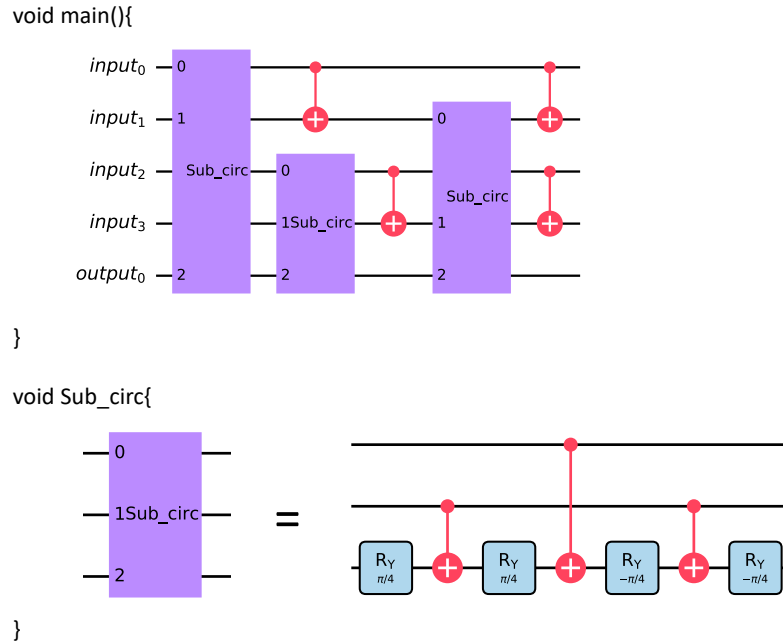 void main(){
input0 0
input1 1 0
input2 Sub_circ 0 Sub_circ
input3 1Sub_circ 1
output0 2 2 2
}
void Sub_circ{
0
1Sub_circ =
2
RY π/4 RY π/4 RY −π/4 RY −π/4
}